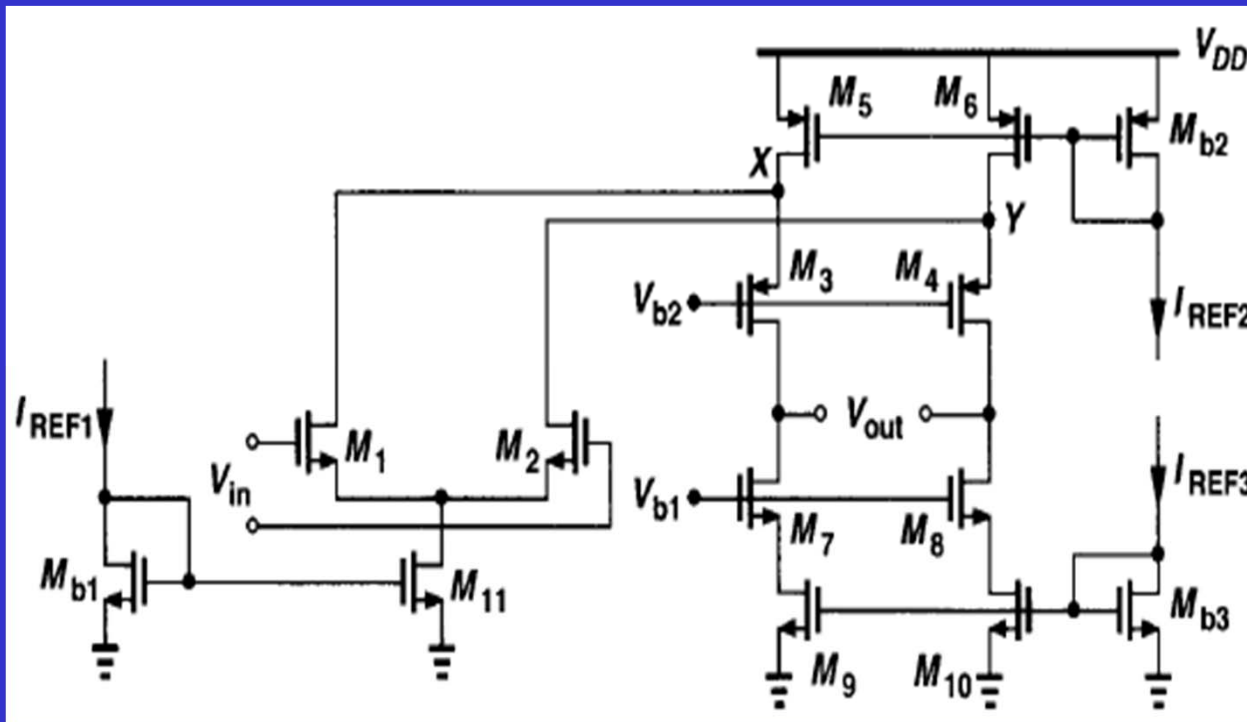 V_DD
M_5
M_6
M_b2
X
Y
M_3
M_4
V_b2
I_REF2
I_REF1
M_1
M_2
V_out
V_in
V_b1
I_REF3
M_7
M_8
M_b1
M_11
M_b3
M_9
M_10